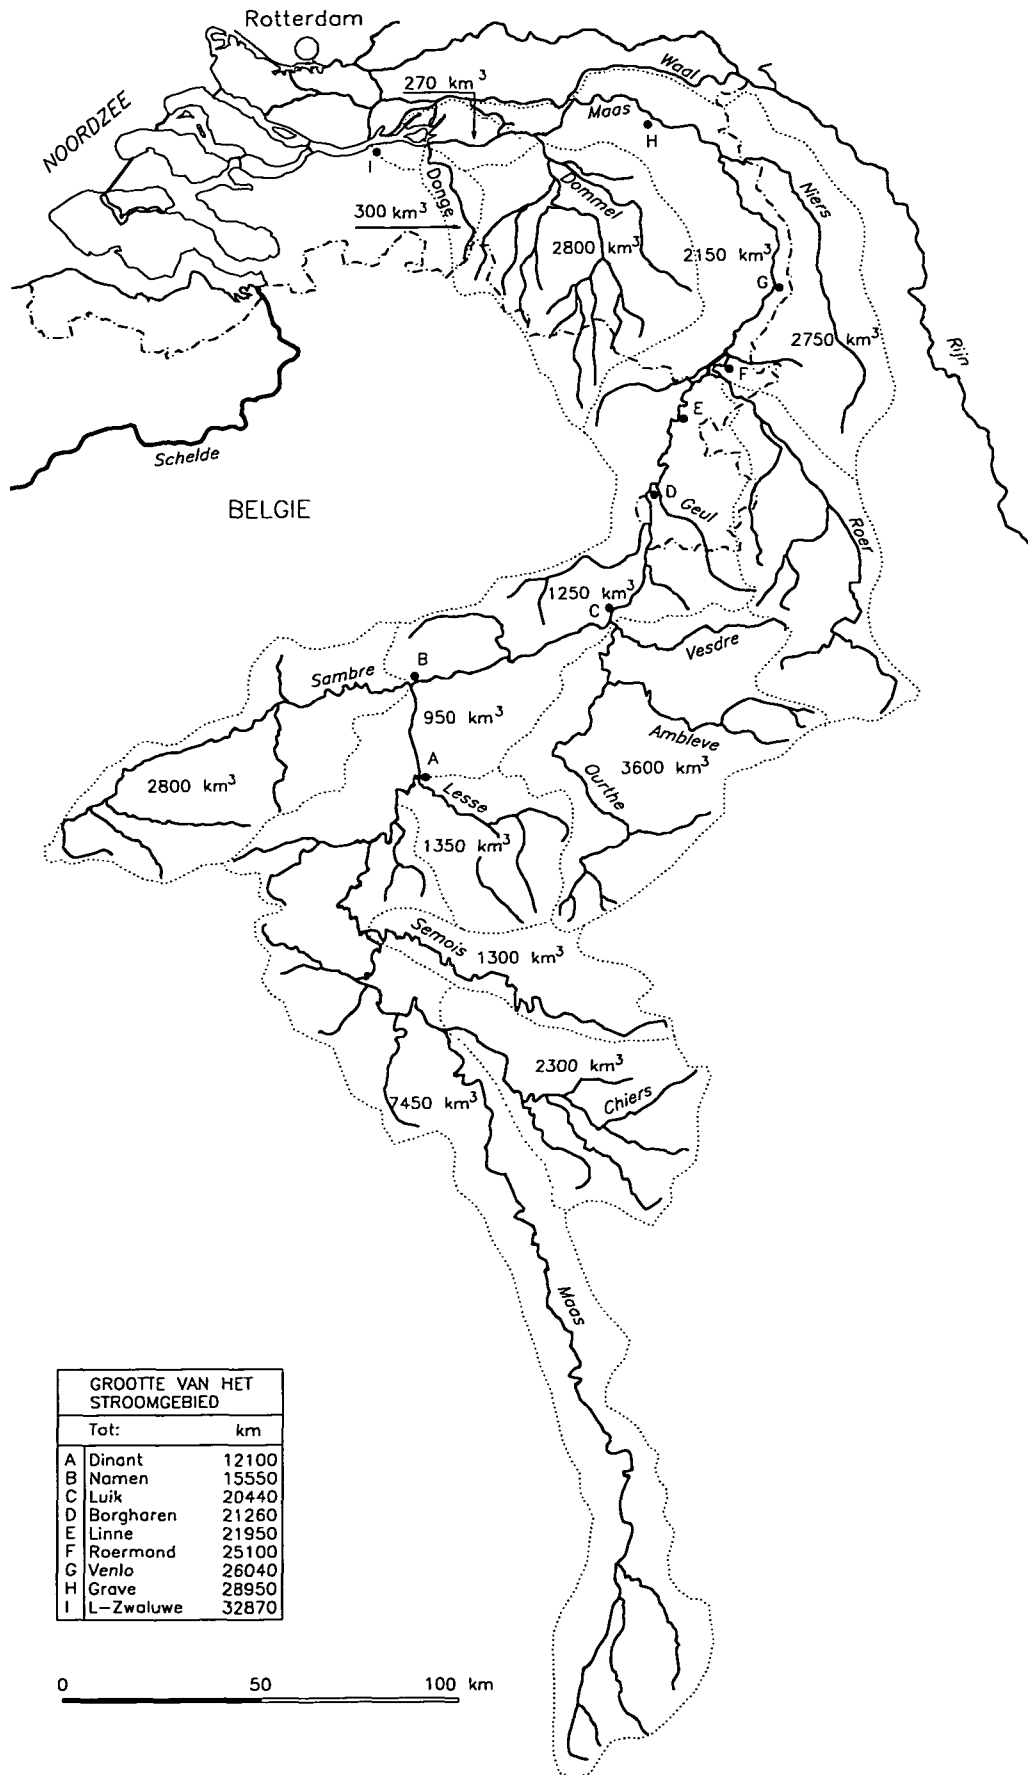 Rotterdam
Waal
270 km³
NOORDZEE
Maas
H
I
Donge
Dommel
Niers
300 km³
2800 km³
2150 km³
G
2750 km³
Rijn
F
E
Schelde
D
Geul
BELGIE
Roer
1250 km³
C
Vesdre
B
Sambre
950 km³
Ambleve
A
3600 km³
2800 km³
Lesse
Ourthe
1350 km³
Semois
1300 km³
2300 km³
7450 km³
Chiers
Maas
GROOTTE VAN HET
STROOMGEBIED
Tot: km
A Dinant 12100
B Namen 15550
C Luik 20440
D Borgharen 21260
E Linne 21950
F Roermond 25100
G Venlo 26040
H Grave 28950
I L-Zwaluwe 32870
0 50 100 km